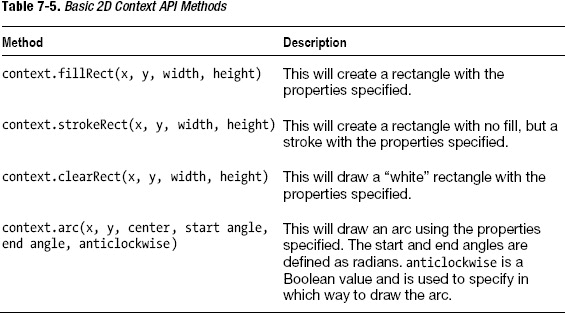 Table 7-5. Basic 2D Context API Methods
Method Description
context.fillRect(x, y, width, height) This will create a rectangle with the
properties specified.
context.strokeRect(x, y, width, height) This will create a rectangle with no fill, but a
stroke with the properties specified.
context.clearRect(x, y, width, height) This will draw a “white” rectangle with the
properties specified.
context.arc(x, y, center, start angle, This will draw an arc using the properties
end angle, anticlockwise) specified. The start and end angles are
defined as radians. anticlockwise is a
Boolean value and is used to specify in
which way to draw the arc.